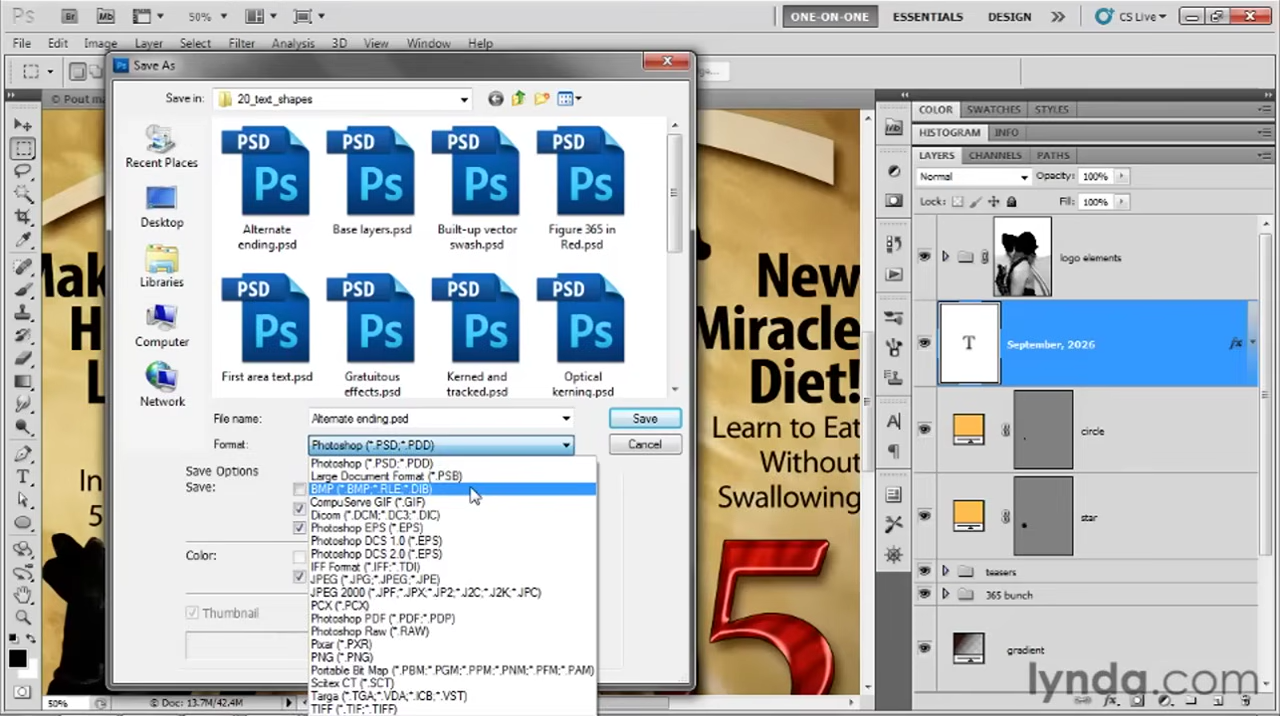 Ps
Br
Mb
50%
ONE-ON-ONE
ESSENTIALS
DESIGN
CS Live
File Edit Image Layer Select Filter Analysis 3D View Window Help
Ps Save As
© Pout ma
Save in: 20_text_shapes
Recent Places
Desktop
Libraries
Computer
Network
PSD PSD PSD PSD
Ps Ps Ps Ps
Alternate ending.psd
Base layers.psd
Built-up vector swash.psd
Figure 365 in Red.psd
PSD PSD PSD PSD
Ps Ps Ps Ps
First area text.psd
Gratuitous effects.psd
Kerned and tracked.psd
Optical kerning.psd
File name: Alternate ending.psd
Save
Format: Photoshop (*.PSD;*.PDD)
Cancel
Save Options
Save:
Color:
Thumbnail
Photoshop (*.PSD;*.PDD)
Large Document Format (*.PSB)
BMP (*.BMP;*.RLE;*.DIB)
CompuServe GIF (*.GIF)
Dicom (*.DCM;*.DC3;*.DIC)
Photoshop EPS (*.EPS)
Photoshop DCS 1.0 (*.EPS)
Photoshop DCS 2.0 (*.EPS)
IFF Format (*.IFF;*.TDI)
JPEG (*.JPG;*.JPEG;*.JPE)
JPEG 2000 (*.JPF;*.JPX;*.JP2;*.J2C;*.J2K;*.JPC)
PCX (*.PCX)
Photoshop PDF (*.PDF;*.PDP)
Photoshop Raw (*.RAW)
Pixar (*.PXR)
PNG (*.PNG)
Portable Bit Map (*.PBM;*.PGM;*.PPM;*.PNM;*.PFM;*.PAM)
Scitex CT (*.SCT)
Targa (*.TGA;*.VDA;*.ICB;*.VST)
TIFF (*.TIF;*.TIFF)
Mak
H
L
In
5
New
Miracle
Diet!
Learn to Eat
Without
Swallowing
5
50%
Doc: 13.7M/42.4M
COLOR SWATCHES STYLES
HISTOGRAM INFO
LAYERS CHANNELS PATHS
Normal Opacity: 100%
Lock: Fill: 100%
logo elements
T September, 2026 fx
circle
star
teasers
365 bunch
gradient
lynda.com